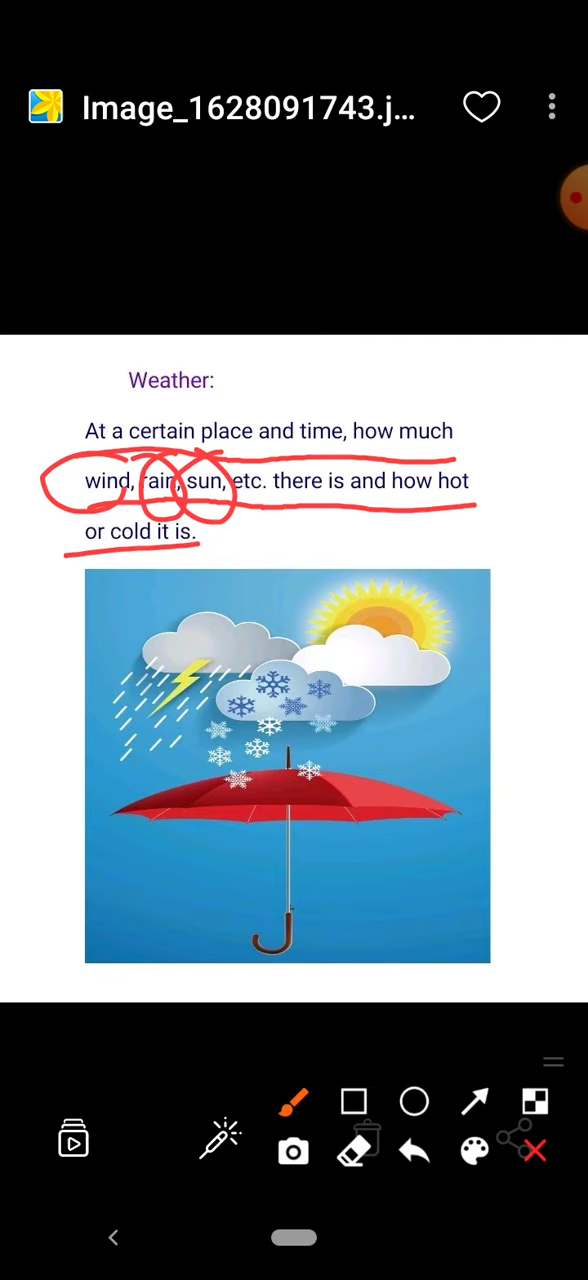 Image_1628091743.j...
Weather:
At a certain place and time, how much
wind, rain, sun, etc. there is and how hot
or cold it is.